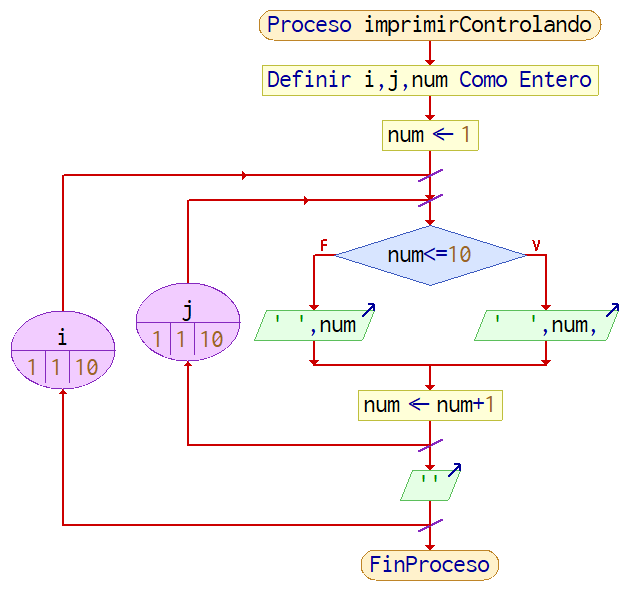 Proceso imprimirControlando
Definir i,j,num Como Entero
num ← 1
num<=10
F
V
' ',num
'  ',num,
j
1 1 10
i
1 1 10
num ← num+1
''
FinProceso